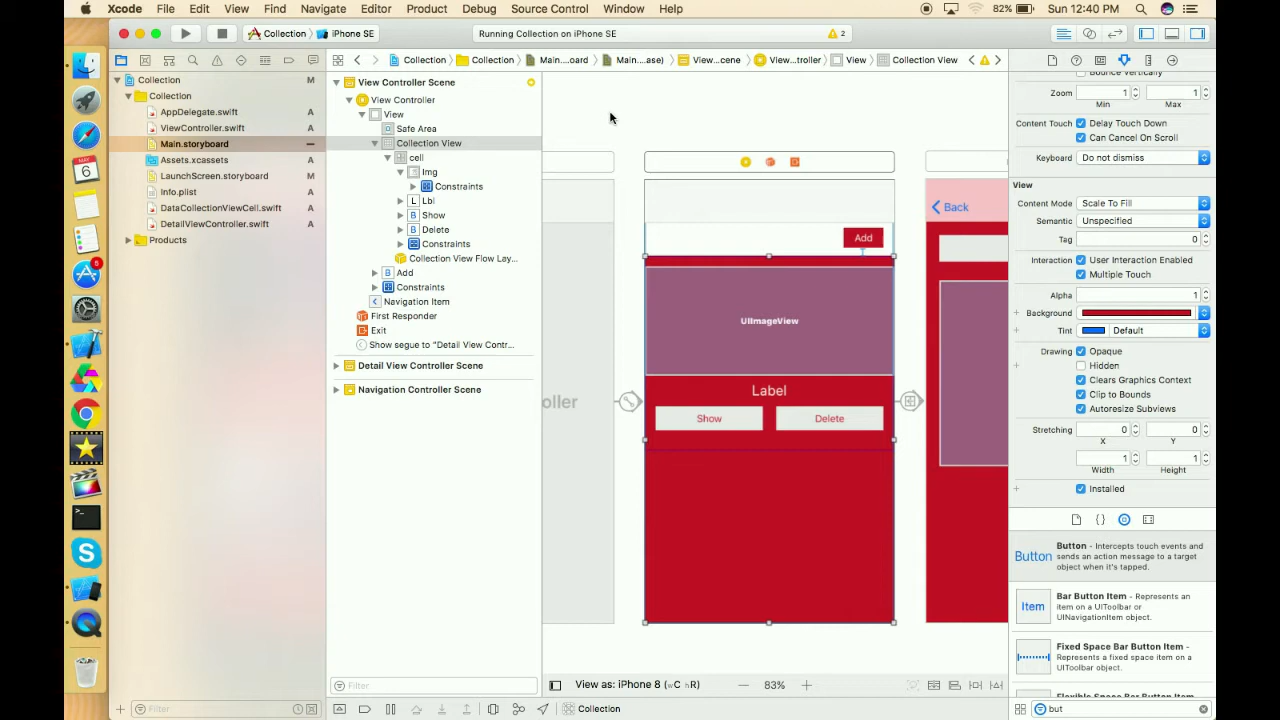 Xcode File Edit View Find Navigate Editor Product Debug Source Control Window Help 82% Sun 12:40 PM
Collection iPhone SE Running Collection on iPhone SE 2
Collection Collection Main....oard Main....ase) View...cene View...troller View Collection View
Collection M
Collection
AppDelegate.swift A
ViewController.swift A
Main.storyboard
Assets.xcassets A
LaunchScreen.storyboard A
Info.plist A
DataCollectionViewCell.swift A
DetailViewController.swift A
Products
MAY
6
6
View Controller Scene
View Controller
View
Safe Area
Collection View
cell
Img
Constraints
L Lbl
B Show
B Delete
Constraints
Collection View Flow Lay...
B Add
Constraints
Navigation Item
First Responder
Exit
Show segue to "Detail View Contr...
Detail View Controller Scene
Navigation Controller Scene
oller
Add
UIImageView
Label
Show Delete
Back
Bounce Vertically
Zoom 1 1
Min Max
Content Touch Delay Touch Down
Can Cancel On Scroll
Keyboard Do not dismiss
View
Content Mode Scale To Fill
Semantic Unspecified
Tag 0
Interaction User Interaction Enabled
Multiple Touch
Alpha 1
Background
Tint Default
Drawing Opaque
Hidden
Clears Graphics Context
Clip to Bounds
Autoresize Subviews
Stretching 0 0
X Y
1 1
Width Height
Installed
Button
Button - Intercepts touch events and
sends an action message to a target
object when it's tapped.
Item
Bar Button Item - Represents an
item on a UIToolbar or
UINavigationItem object.
Fixed Space Bar Button Item -
Represents a fixed space item on a
UIToolbar object.
Flexible Space Bar Button Item
Filter View as: iPhone 8 (wC hR) 83%
Filter Collection but